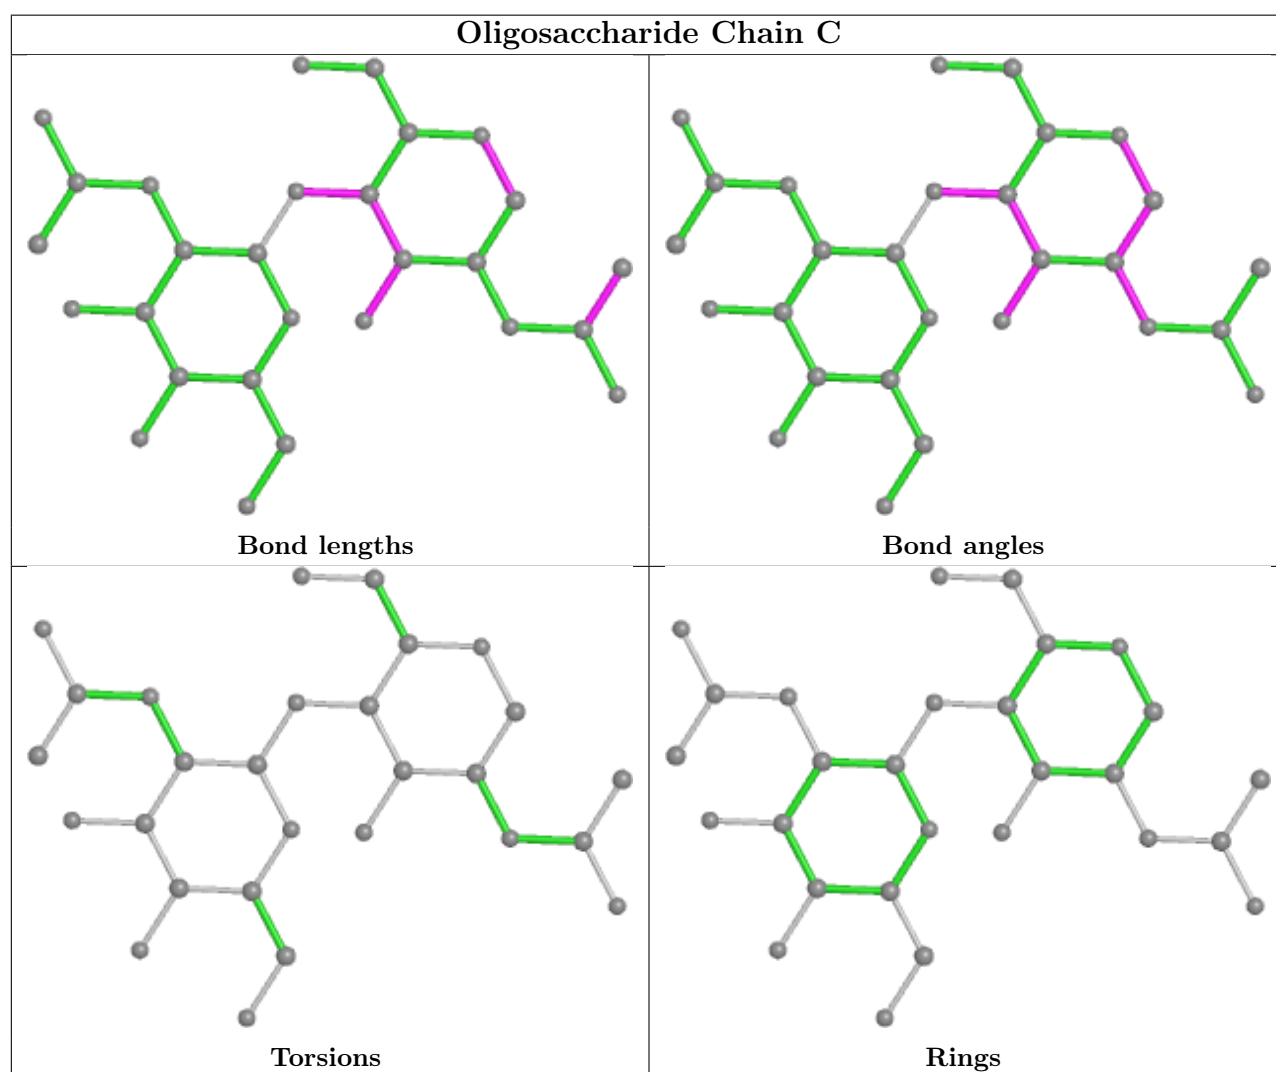 Oligosaccharide Chain C
Bond lengths
Bond angles
Torsions
Rings